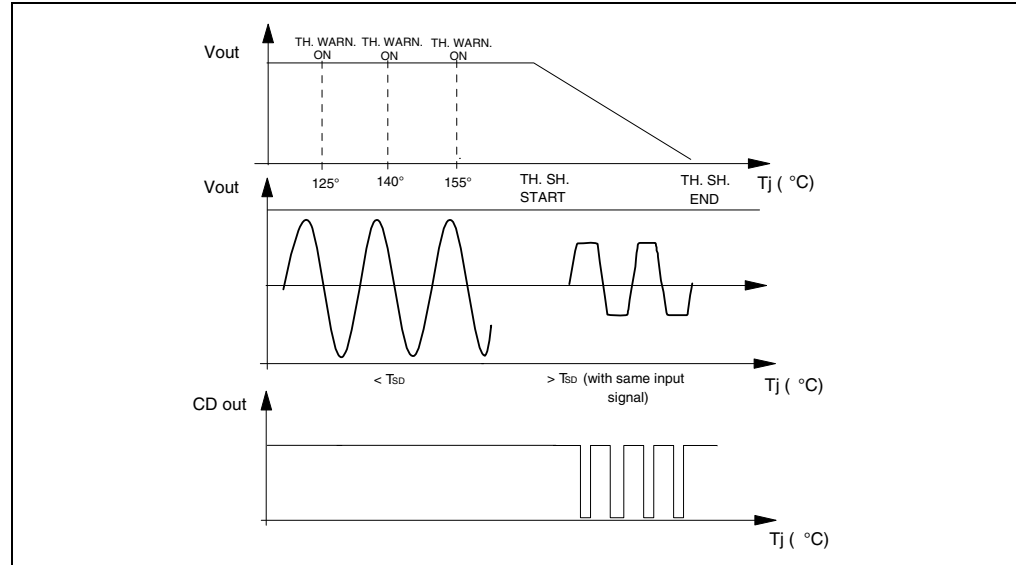 Vout
TH. WARN. TH. WARN. TH. WARN.
ON ON ON
125° 140° 155° TH. SH. START TH. SH. END Tj ( °C)
Vout
< TSD > TSD (with same input signal) Tj ( °C)
CD out
Tj ( °C)